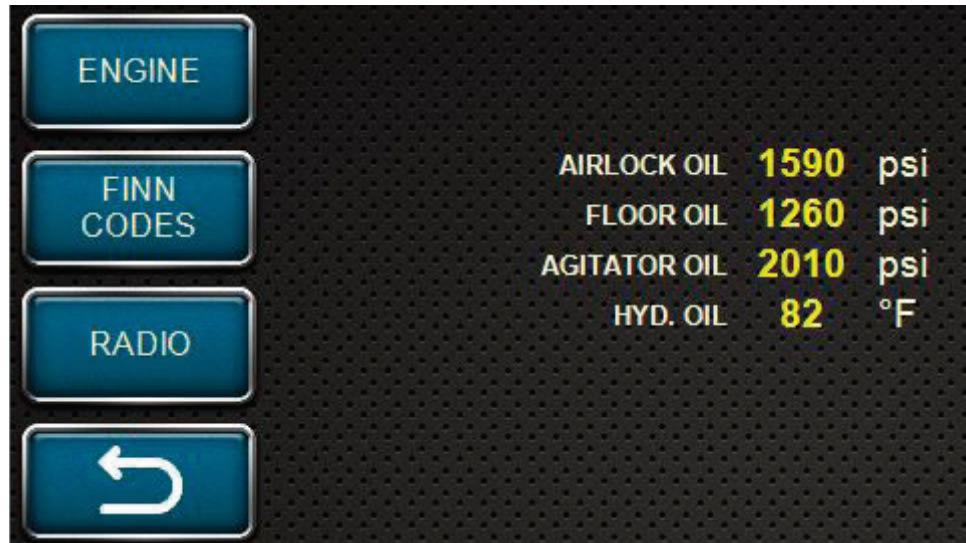 ENGINE
FINN
CODES
RADIO
AIRLOCK OIL 1590 psi
FLOOR OIL 1260 psi
AGITATOR OIL 2010 psi
HYD. OIL 82 °F